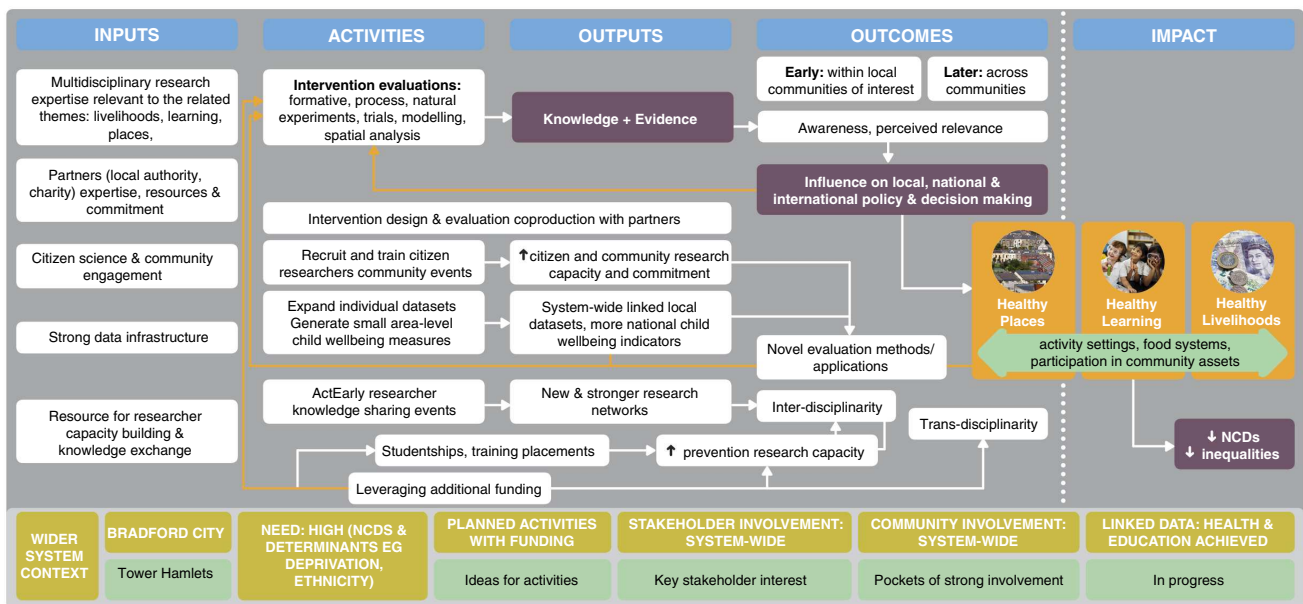 INPUTS
ACTIVITIES
OUTPUTS
OUTCOMES
IMPACT
Multidisciplinary research
expertise relevant to the related
themes: livelihoods, learning,
places,
Partners (local authority,
charity) expertise, resources &
commitment
Citizen science & community
engagement
Strong data infrastructure
Resource for researcher
capacity building &
knowledge exchange
Intervention evaluations:
formative, process, natural
experiments, trials, modelling,
spatial analysis
Knowledge + Evidence
Early: within local
communities of interest
Later: across
communities
Awareness, perceived relevance
Influence on local, national &
international policy & decision making
Intervention design & evaluation coproduction with partners
Recruit and train citizen
researchers community events
↑citizen and community research
capacity and commitment
Expand individual datasets
Generate small area-level
child wellbeing measures
System-wide linked local
datasets, more national child
wellbeing indicators
Novel evaluation methods/
applications
ActEarly researcher
knowledge sharing events
New & stronger research
networks
Inter-disciplinarity
Trans-disciplinarity
Studentships, training placements
↑ prevention research capacity
Leveraging additional funding
Healthy
Places
Healthy
Learning
Healthy
Livelihoods
activity settings, food systems,
participation in community assets
↓ NCDs
↓ inequalities
WIDER
SYSTEM
CONTEXT
BRADFORD CITY
Tower Hamlets
NEED: HIGH (NCDS &
DETERMINANTS EG
DEPRIVATION,
ETHNICITY)
PLANNED ACTIVITIES
WITH FUNDING
Ideas for activities
STAKEHOLDER INVOLVEMENT:
SYSTEM-WIDE
Key stakeholder interest
COMMUNITY INVOLVEMENT:
SYSTEM-WIDE
Pockets of strong involvement
LINKED DATA: HEALTH &
EDUCATION ACHIEVED
In progress